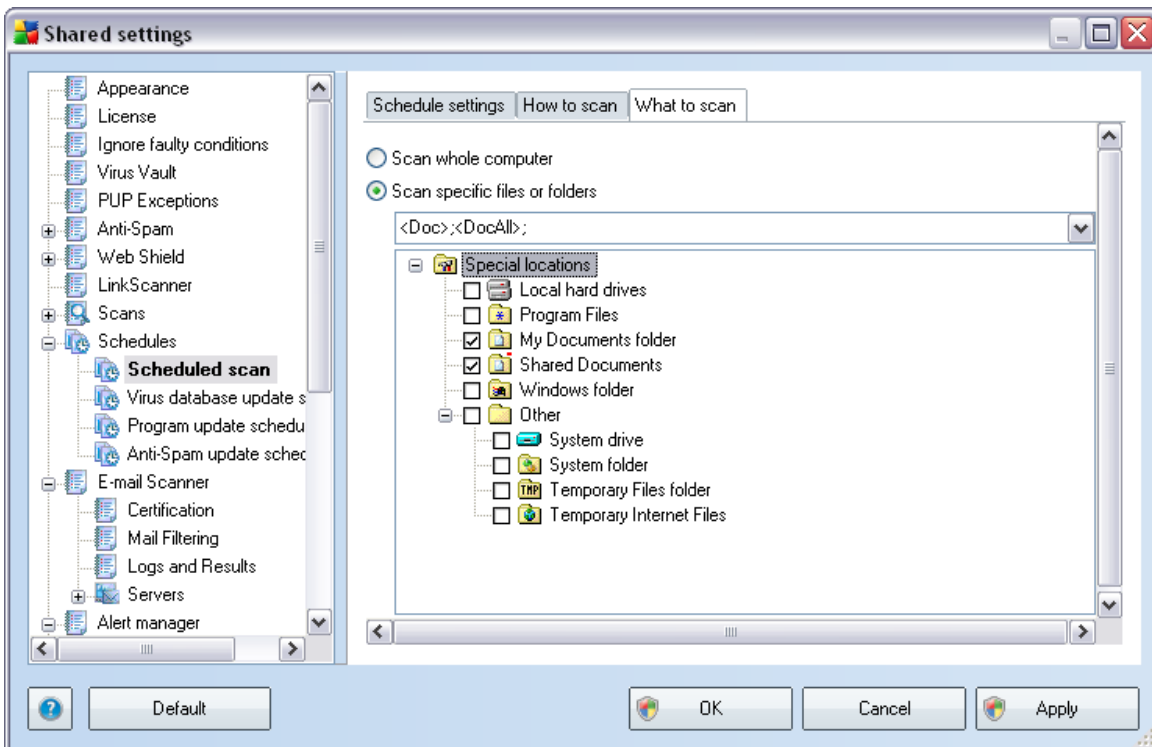 Shared settings
Appearance
License
Ignore faulty conditions
Virus Vault
PUP Exceptions
Anti-Spam
Web Shield
LinkScanner
Scans
Schedules
Scheduled scan
Virus database update s
Program update schedu
Anti-Spam update sched
E-mail Scanner
Certification
Mail Filtering
Logs and Results
Servers
Alert manager
Schedule settings How to scan What to scan
Scan whole computer
Scan specific files or folders
<Doc>;<DocAll>;
Special locations
Local hard drives
Program Files
My Documents folder
Shared Documents
Windows folder
Other
System drive
System folder
TMP Temporary Files folder
Temporary Internet Files
? Default OK Cancel Apply